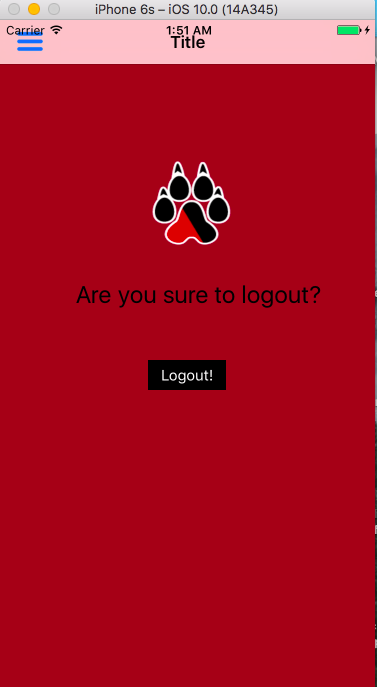 iPhone 6s – iOS 10.0 (14A345)
Carrier 1:51 AM
Title
Are you sure to logout?
Logout!